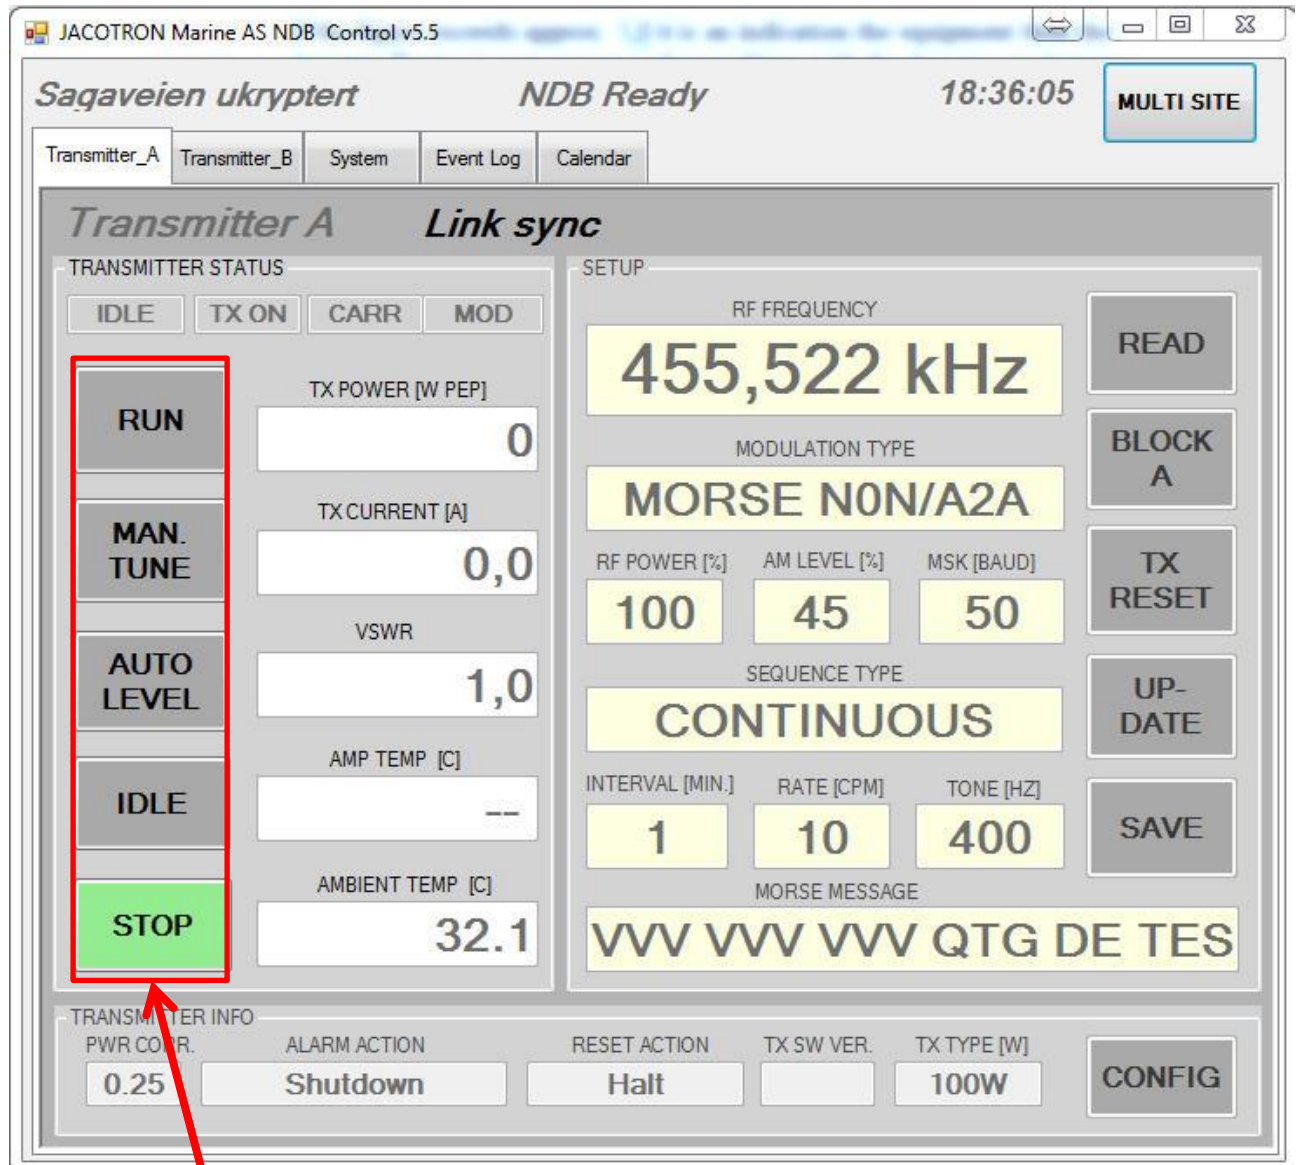 JACOTRON Marine AS NDB Control v5.5
Sagaveien ukryptert NDB Ready 18:36:05 MULTI SITE
Transmitter_A Transmitter_B System Event Log Calendar
Transmitter A Link sync
TRANSMITTER STATUS
IDLE TX ON CARR MOD
RUN
TX POWER [W PEP]
0
MAN. TUNE
TX CURRENT [A]
0,0
AUTO LEVEL
VSWR
1,0
IDLE
AMP TEMP [C]
--
STOP
AMBIENT TEMP [C]
32.1
SETUP
RF FREQUENCY
455,522 kHz
READ
MODULATION TYPE
MORSE N0N/A2A
BLOCK
A
RF POWER [%] AM LEVEL [%] MSK [BAUD]
100 45 50
TX
RESET
SEQUENCE TYPE
CONTINUOUS
UP-
DATE
INTERVAL [MIN.] RATE [CPM] TONE [HZ]
1 10 400
SAVE
MORSE MESSAGE
VVV VVV VVV QTG DE TES
TRANSMITTER INFO
PWR CORR. ALARM ACTION RESET ACTION TX SW VER. TX TYPE [W]
0.25 Shutdown Halt 100W
CONFIG